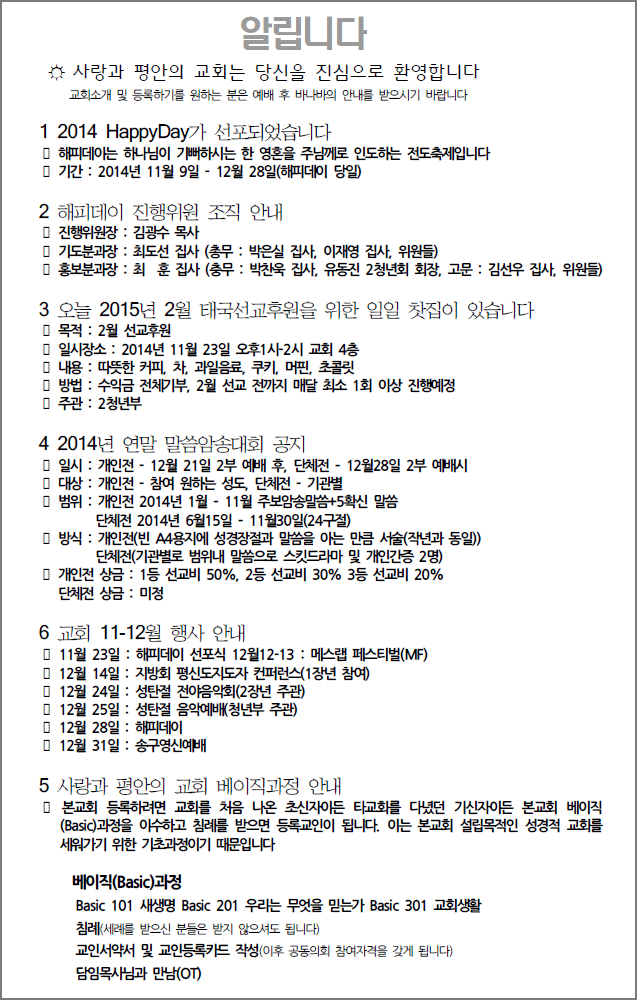 알립니다
☼ 사랑과 평안의 교회는 당신을 진심으로 환영합니다
교회소개 및 등록하기를 원하는 분은 예배 후 바나바의 안내를 받으시기 바랍니다
1 2014 HappyDay가 선포되었습니다
▯ 해피데이는 하나님이 기뻐하시는 한 영혼을 주님께로 인도하는 전도축제입니다
▯ 기간 : 2014년 11월 9일 - 12월 28일(해피데이 당일)
2 해피데이 진행위원 조직 안내
▯ 진행위원장 : 김광수 목사
▯ 기도분과장 : 최도선 집사 (총무 : 박은실 집사, 이재영 집사, 위원들)
▯ 홍보분과장 : 최 훈 집사 (총무 : 박찬욱 집사, 유동진 2청년회 회장, 고문 : 김선우 집사, 위원들)
3 오늘 2015년 2월 태국선교후원을 위한 일일 찻집이 있습니다
▯ 목적 : 2월 선교후원
▯ 일시장소 : 2014년 11월 23일 오후1시-2시 교회 4층
▯ 내용 : 따뜻한 커피, 차, 과일음료, 쿠키, 머핀, 초콜릿
▯ 방법 : 수익금 전체기부, 2월 선교 전까지 매달 최소 1회 이상 진행예정
▯ 주관 : 2청년부
4 2014년 연말 말씀암송대회 공지
▯ 일시 : 개인전 - 12월 21일 2부 예배 후, 단체전 - 12월28일 2부 예배시
▯ 대상 : 개인전 - 참여 원하는 성도, 단체전 - 기관별
▯ 범위 : 개인전 2014년 1월 - 11월 주보암송말씀+5확신 말씀
단체전 2014년 6월15일 - 11월30일(24구절)
▯ 방식 : 개인전(빈 A4용지에 성경장절과 말씀을 아는 만큼 서술(작년과 동일))
단체전(기관별로 범위내 말씀으로 스킷드라마 및 개인간증 2명)
▯ 개인전 상금 : 1등 선교비 50%, 2등 선교비 30% 3등 선교비 20%
단체전 상금 : 미정
6 교회 11-12월 행사 안내
▯ 11월 23일 : 해피데이 선포식 12월12-13 : 메스랩 페스티벌(MF)
▯ 12월 14일 : 지방회 평신도지도자 컨퍼런스(1장년 참여)
▯ 12월 24일 : 성탄절 전야음악회(2장년 주관)
▯ 12월 25일 : 성탄절 음악예배(청년부 주관)
▯ 12월 28일 : 해피데이
▯ 12월 31일 : 송구영신예배
5 사랑과 평안의 교회 베이직과정 안내
▯ 본교회 등록하려면 교회를 처음 나온 초신자이든 타교회를 다녔던 기신자이든 본교회 베이직
(Basic)과정을 이수하고 침례를 받으면 등록교인이 됩니다. 이는 본교회 설립목적인 성경적 교회를
세워가기 위한 기초과정이기 때문입니다
베이직(Basic)과정
Basic 101 새생명 Basic 201 우리는 무엇을 믿는가 Basic 301 교회생활
침례(세례를 받으신 분들은 받지 않으셔도 됩니다)
교인서약서 및 교인등록카드 작성(이후 공동의회 참여자격을 갖게 됩니다)
담임목사님과 만남(OT)